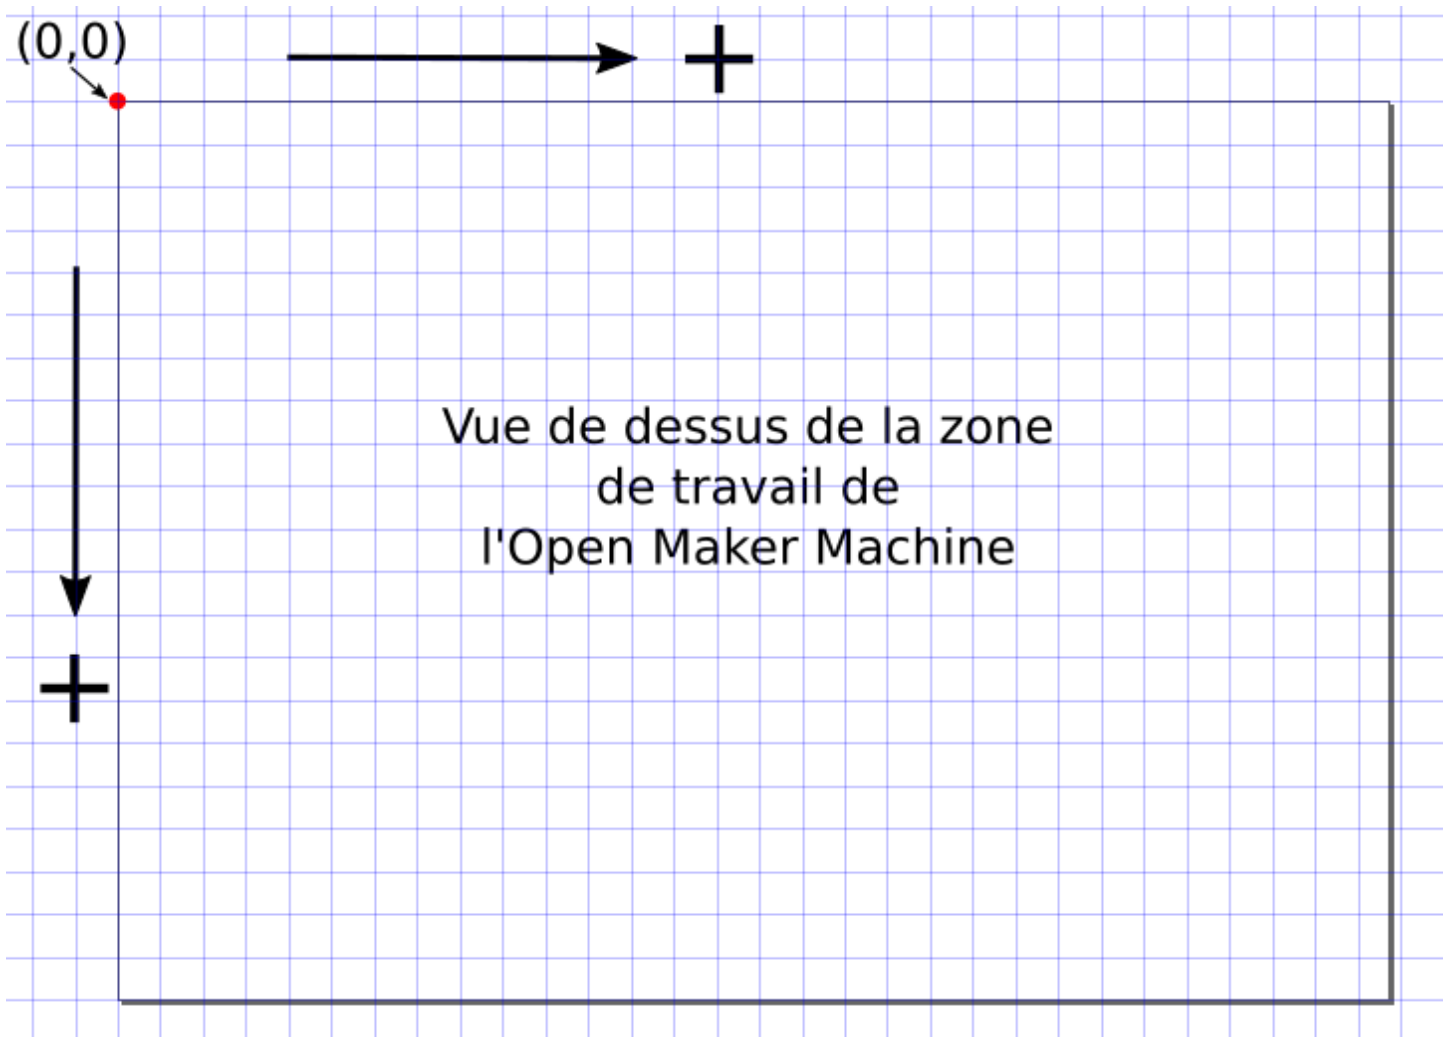 (0,0)
+
Vue de dessus de la zone
de travail de
l'Open Maker Machine
+